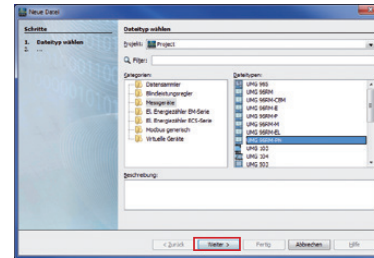 Neue Datei
Schritte
1. Dateityp wählen
2. ...
Dateityp wählen
Projekt: Project
Filter:
Kategorien:
Datensammler
Blindleistungsregler
Messgeräte
El. Energiezähler EM-Serie
El. Energiezähler ECS-Serie
Modbus generisch
Virtuelle Geräte
Dateitypen:
UMG 96S
UMG 96RM
UMG 96RM-CBM
UMG 96RM-E
UMG 96RM-P
UMG 96RM-M
UMG 96RM-EL
UMG 96RM-PN
UMG 103
UMG 104
UMG 502
Beschreibung:
< Zurück
Weiter >
Fertig
Abbrechen
Hilfe